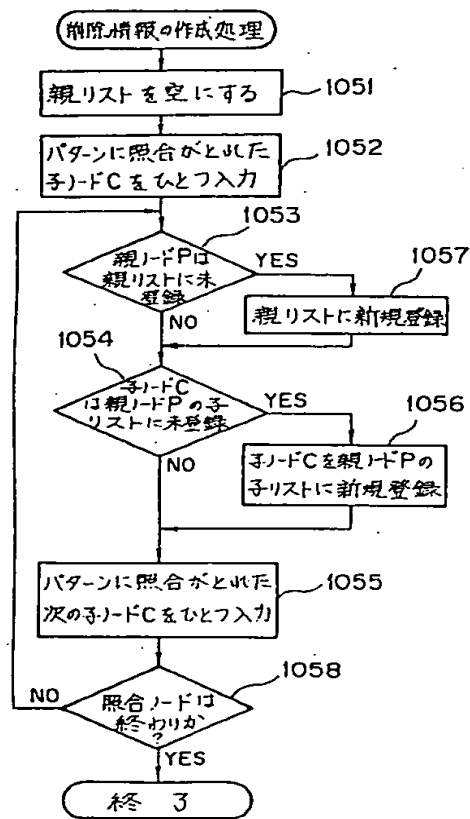 削除情報の作成処理
親リストを空にする
1051
パターンに照合がとれた
子ノードCをひとつ入力
1052
1053
親ノードPは
親リストに未
登録
YES
NO
1057
親リストに新規登録
1054
子ノードC
は親ノードPの子
リストに未登録
YES
NO
1056
子ノードCを親ノードPの
子リストに新規登録
パターンに照合がとれた
次の子ノードCをひとつ入力
1055
1058
照合ノードは
終わりか
?
NO
YES
終了